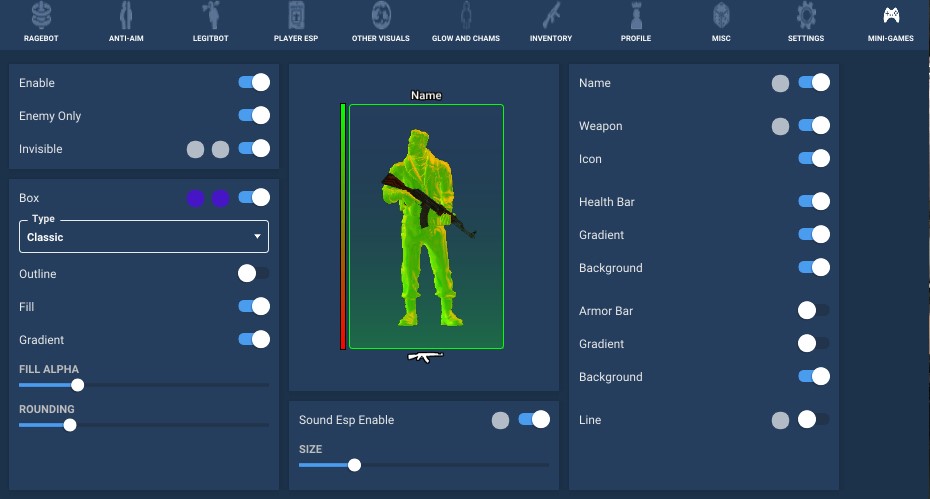 RAGEBOT
ANTI-AIM
LEGITBOT
PLAYER ESP
OTHER VISUALS
GLOW AND CHAMS
INVENTORY
PROFILE
MISC
SETTINGS
MINI-GAMES
Enable
Enemy Only
Invisible
Box
Type
Classic
Outline
Fill
Gradient
FILL ALPHA
ROUNDING
Name
Sound Esp Enable
SIZE
Name
Weapon
Icon
Health Bar
Gradient
Background
Armor Bar
Gradient
Background
Line